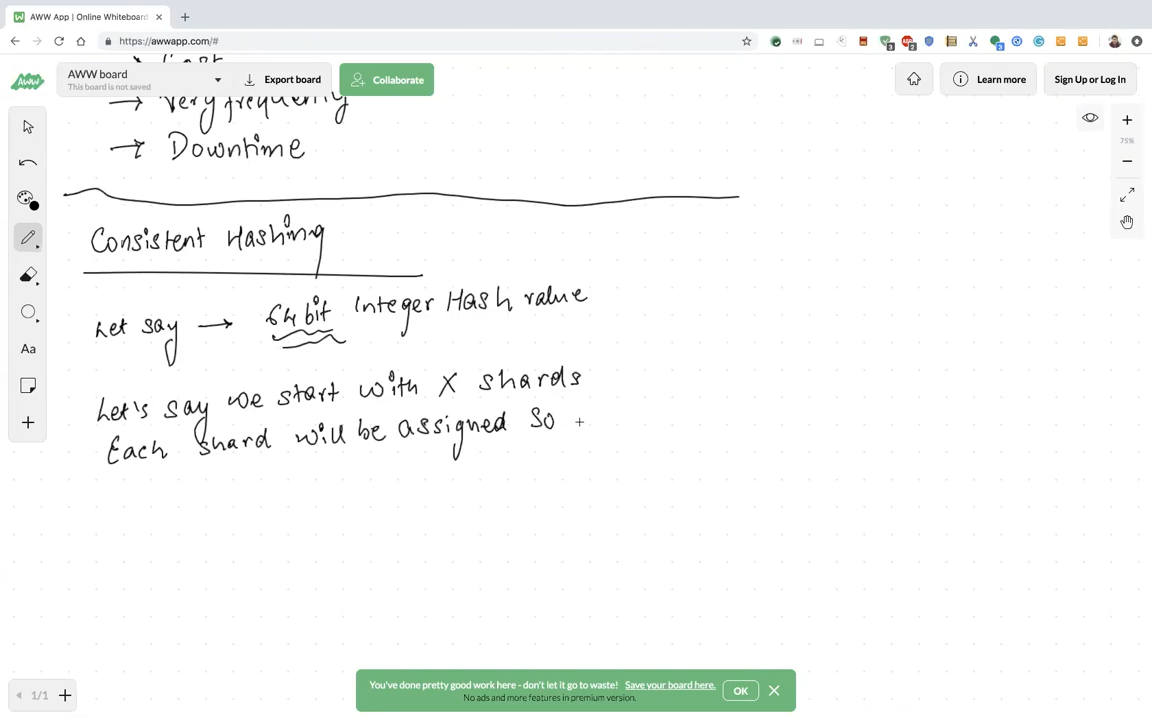 AWW App | Online Whiteboard
https://awwapp.com/#
AWW board
This board is not saved
Export board
Collaborate
Learn more
Sign Up or Log In
→ Very frequently
→ Downtime
75%
Consistent Hashing
Let say → 64 bit Integer Hash value
Let's say we start with X shards
Each shard will be assigned So
Aa
1/1
You've done pretty good work here - don't let it go to waste! Save your board here.
No ads and more features in premium version.
OK